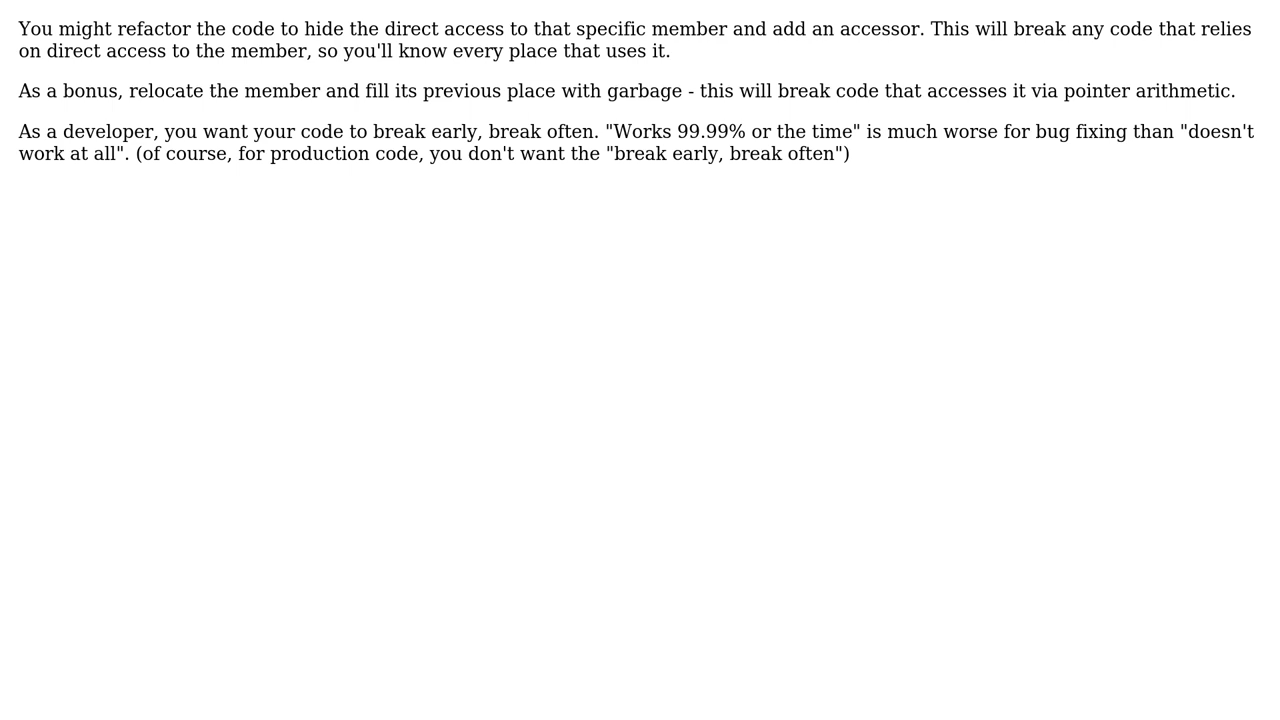 You might refactor the code to hide the direct access to that specific member and add an accessor. This will break any code that relies
on direct access to the member, so you'll know every place that uses it.
As a bonus, relocate the member and fill its previous place with garbage - this will break code that accesses it via pointer arithmetic.
As a developer, you want your code to break early, break often. "Works 99.99% or the time" is much worse for bug fixing than "doesn't
work at all". (of course, for production code, you don't want the "break early, break often")